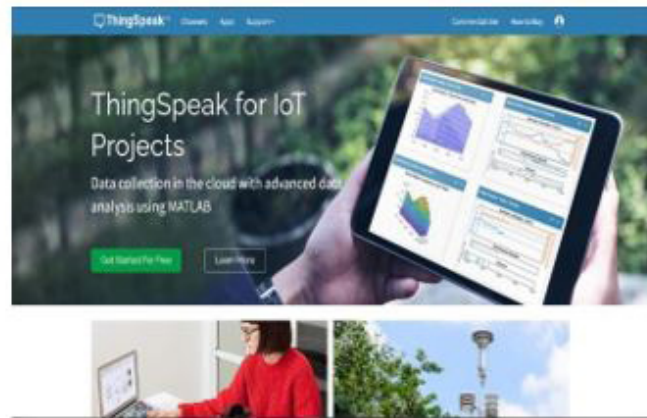 ThingSpeak™ Channels Apps Support Commercial Use How to Buy
ThingSpeak for IoT
Projects
Data collection in the cloud with advanced data
analysis using MATLAB
Get Started For Free Learn More